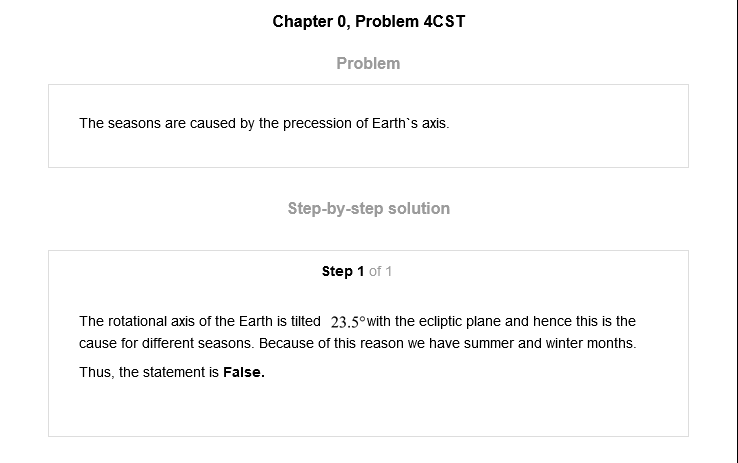 Chapter 0, Problem 4CST
Problem
The seasons are caused by the precession of Earth`s axis.
Step-by-step solution
Step 1 of 1
The rotational axis of the Earth is tilted 23.5° with the ecliptic plane and hence this is the
cause for different seasons. Because of this reason we have summer and winter months.
Thus, the statement is False.